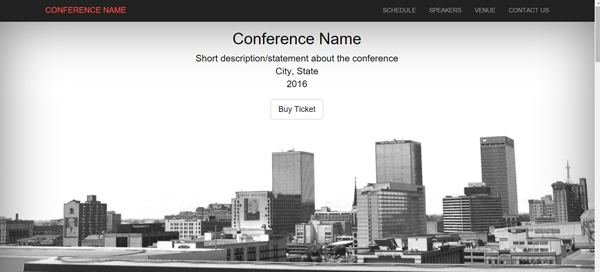 CONFERENCE NAME SCHEDULE SPEAKERS VENUE CONTACT US
Conference Name
Short description/statement about the conference
City, State
2016
Buy Ticket